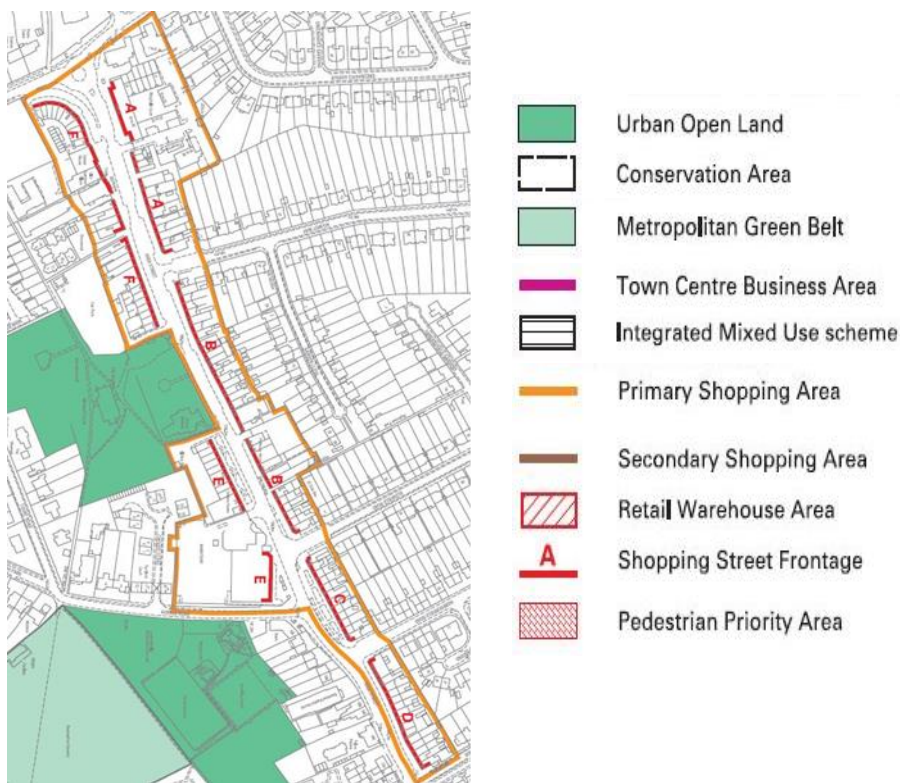 A
A
F
F
B
B
E
E
C
D
Urban Open Land
Conservation Area
Metropolitan Green Belt
Town Centre Business Area
Integrated Mixed Use scheme
Primary Shopping Area
Secondary Shopping Area
Retail Warehouse Area
A
Shopping Street Frontage
Pedestrian Priority Area